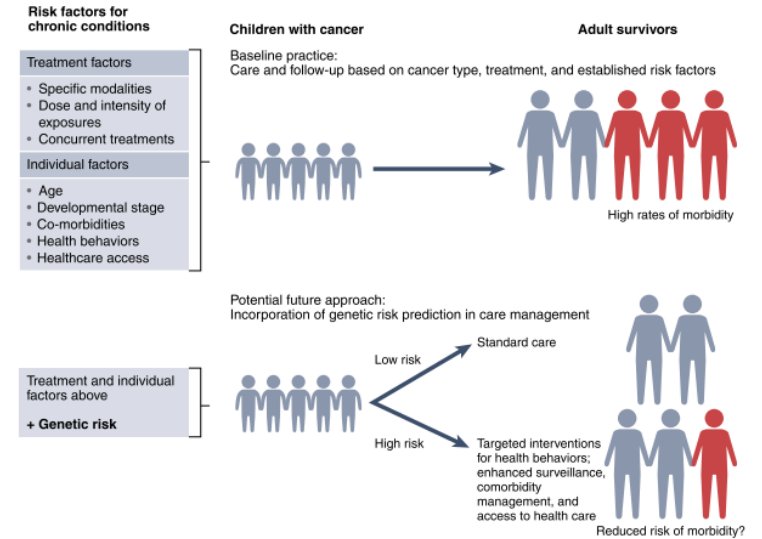 Risk factors for
chronic conditions
Children with cancer
Adult survivors
Treatment factors
• Specific modalities
• Dose and intensity of
exposures
• Concurrent treatments
Individual factors
• Age
• Developmental stage
• Co-morbidities
• Health behaviors
• Healthcare access
Baseline practice:
Care and follow-up based on cancer type, treatment, and established risk factors
High rates of morbidity
Potential future approach:
Incorporation of genetic risk prediction in care management
Treatment and individual
factors above
+ Genetic risk
Low risk
Standard care
High risk
Targeted interventions
for health behaviors;
enhanced surveillance,
comorbidity
management, and
access to health care
Reduced risk of morbidity?